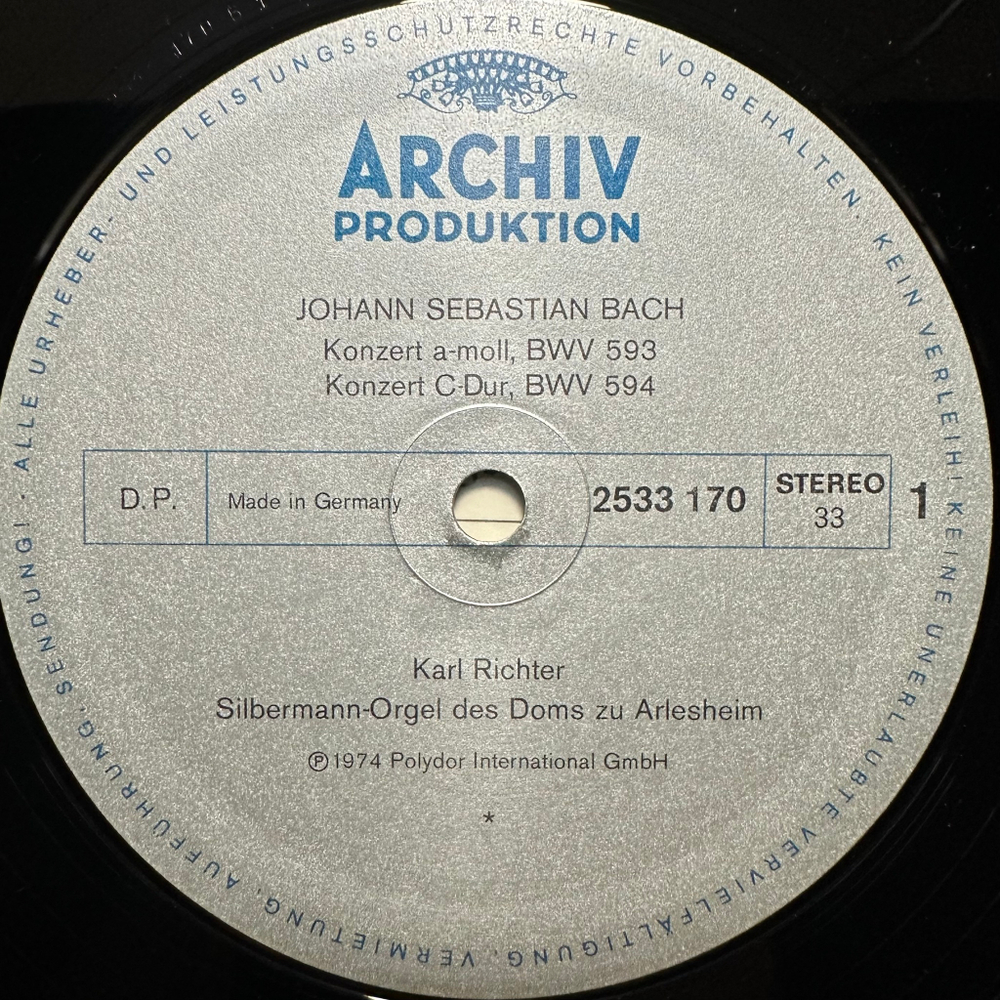 ALLE URHEBER- UND LEISTUNGSSCHUTZRECHTE VORBEHALTEN. KEIN VERLEIH! KEINE UNERLAUBTE VERVIELFÄLTIGUNG, VERMIETUNG, AUFFÜHRUNG, SENDUNG!
ARCHIV
PRODUKTION
JOHANN SEBASTIAN BACH
Konzert a-moll, BWV 593
Konzert C-Dur, BWV 594
D.P. Made in Germany 2533 170 STEREO 33 1
Karl Richter
Silbermann-Orgel des Doms zu Arlesheim
℗1974 Polydor International GmbH
*